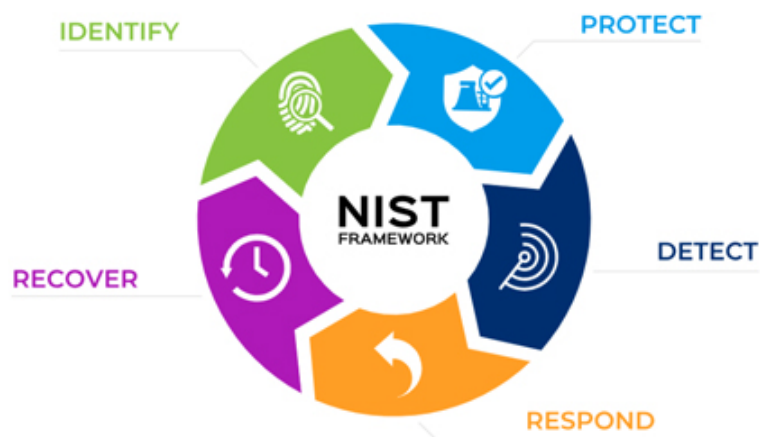 IDENTIFY
PROTECT
NIST
FRAMEWORK
DETECT
RECOVER
RESPOND